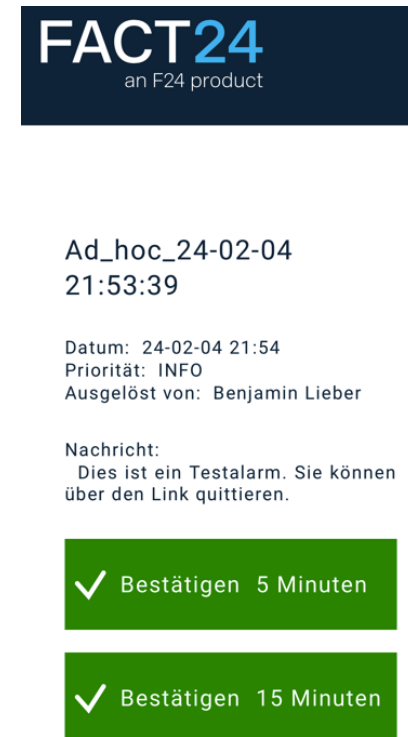 FACT24
an F24 product
Ad_hoc_24-02-04
21:53:39
Datum: 24-02-04 21:54
Priorität: INFO
Ausgelöst von: Benjamin Lieber
Nachricht:
Dies ist ein Testalarm. Sie können
über den Link quittieren.
Bestätigen 5 Minuten
Bestätigen 15 Minuten